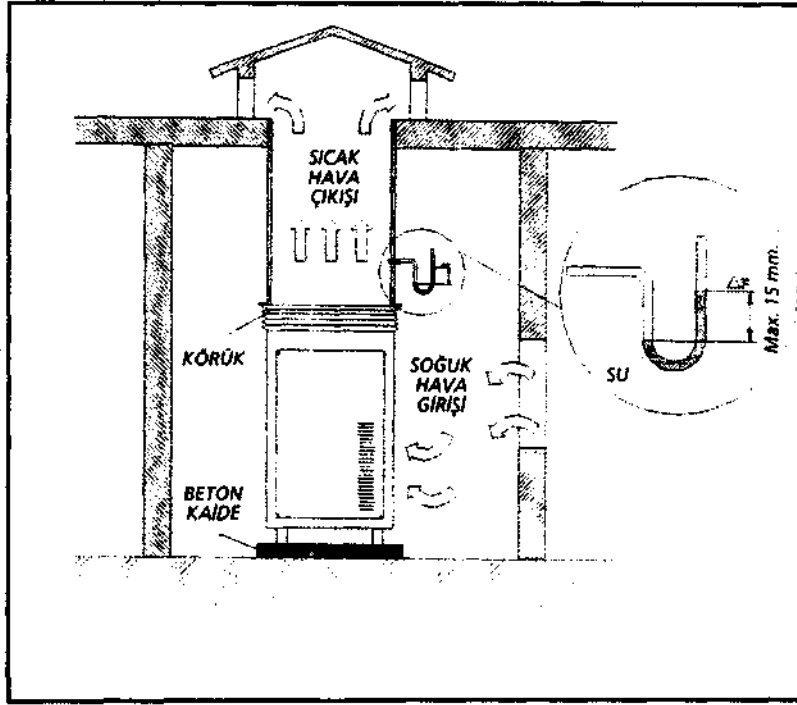 SICAK
HAVA
ÇIKIŞI
KÖRÜK
SOĞUK
HAVA
GİRİŞİ
BETON
KAİDE
SU
Max. 15 mm.